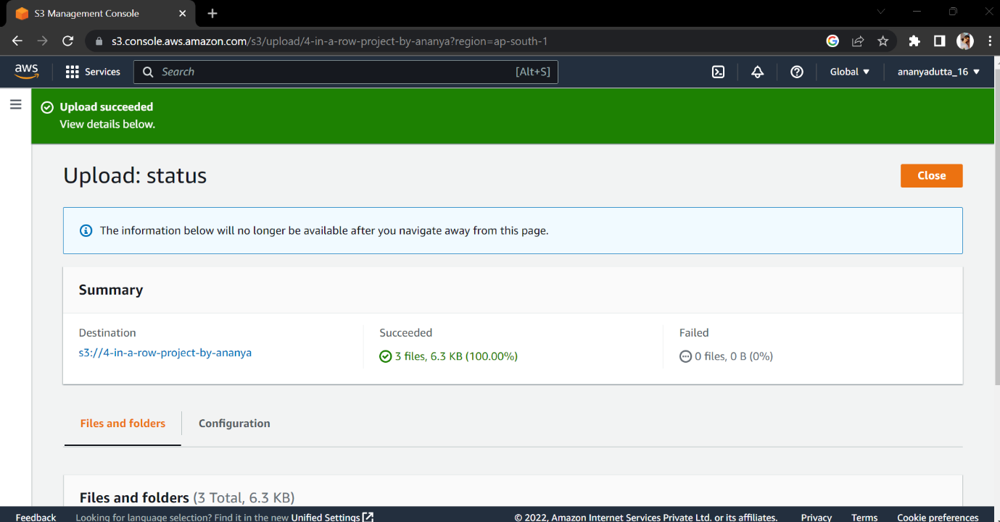 S3 Management Console
s3.console.aws.amazon.com/s3/upload/4-in-a-row-project-by-ananya?region=ap-south-1
aws Services Search [Alt+S] Global ananyadutta_16
Upload succeeded
View details below.
Upload: status
Close
The information below will no longer be available after you navigate away from this page.
Summary
Destination Succeeded Failed
s3://4-in-a-row-project-by-ananya 3 files, 6.3 KB (100.00%) 0 files, 0 B (0%)
Files and folders Configuration
Files and folders (3 Total, 6.3 KB)
Feedback Looking for language selection? Find it in the new Unified Settings © 2022, Amazon Internet Services Private Ltd. or its affiliates. Privacy Terms Cookie preferences